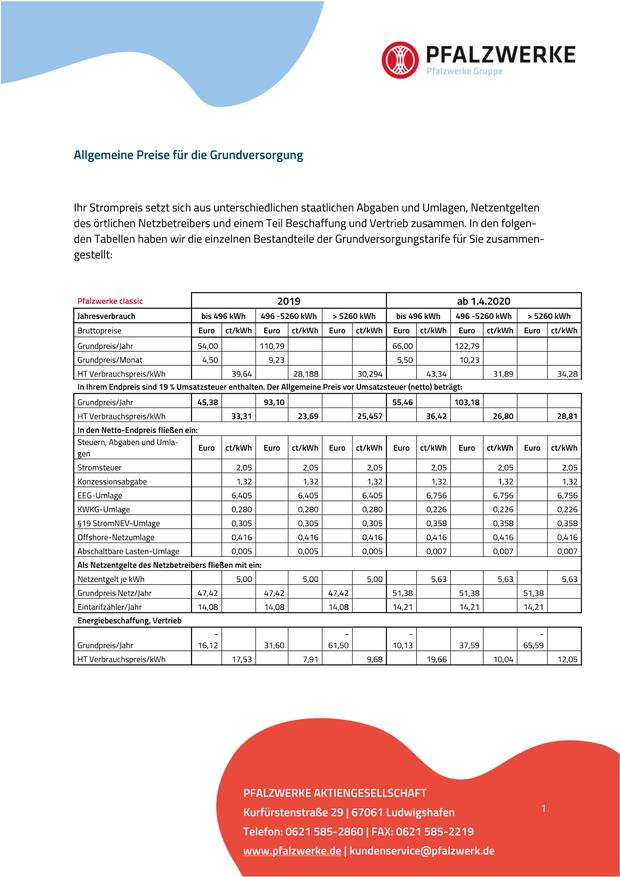 PFALZWERKE
Pfalzwerke Gruppe
Allgemeine Preise für die Grundversorgung
Ihr Strompreis setzt sich aus unterschiedlichen staatlichen Abgaben und Umlagen, Netzentgelten
des örtlichen Netzbetreibers und einem Teil Beschaffung und Vertrieb zusammen. In den folgen-
den Tabellen haben wir die einzelnen Bestandteile der Grundversorgungstarife für Sie zusammen-
gestellt:
Pfalzwerke classic 2019 ab 1.4.2020
Jahresverbrauch bis 496 kWh 496 -5260 kWh > 5260 kWh bis 496 kWh 496 -5260 kWh > 5260 kWh
Bruttopreise Euro ct/kWh Euro ct/kWh Euro ct/kWh Euro ct/kWh Euro ct/kWh Euro ct/kWh
Grundpreis/Jahr 54,00 110,79 66,00 122,79
Grundpreis/Monat 4,50 9,23 5,50 10,23
HT Verbrauchspreis/kWh 39,64 28,188 30,294 43,34 31,89 34,28
In Ihrem Endpreis sind 19 % Umsatzsteuer enthalten. Der Allgemeine Preis vor Umsatzsteuer (netto) beträgt:
Grundpreis/Jahr 45,38 93,10 55,46 103,18
HT Verbrauchspreis/kWh 33,31 23,69 25,457 36,42 26,80 28,81
In den Netto-Endpreis fließen ein:
Steuern, Abgaben und Umla-
gen Euro ct/kWh Euro ct/kWh Euro ct/kWh Euro ct/kWh Euro ct/kWh Euro ct/kWh
Stromsteuer 2,05 2,05 2,05 2,05 2,05 2,05
Konzessionsabgabe 1,32 1,32 1,32 1,32 1,32 1,32
EEG-Umlage 6,405 6,405 6,405 6,756 6,756 6,756
KWKG-Umlage 0,280 0,280 0,280 0,226 0,226 0,226
§19 StromNEV-Umlage 0,305 0,305 0,305 0,358 0,358 0,358
Offshore-Netzumlage 0,416 0,416 0,416 0,416 0,416 0,416
Abschaltbare Lasten-Umlage 0,005 0,005 0,005 0,007 0,007 0,007
Als Netzentgelte des Netzbetreibers fließen mit ein:
Netzentgelt je kWh 5,00 5,00 5,00 5,63 5,63 5,63
Grundpreis Netz/Jahr 47,42 47,42 47,42 51,38 51,38 51,38
Eintarifzähler/Jahr 14,08 14,08 14,08 14,21 14,21 14,21
Energiebeschaffung, Vertrieb
- - - -
Grundpreis/Jahr 16,12 31,60 61,50 10,13 37,59 65,59
HT Verbrauchspreis/kWh 17,53 7,91 9,68 19,66 10,04 12,05
PFALZWERKE AKTIENGESELLSCHAFT
Kurfürstenstraße 29 | 67061 Ludwigshafen
1
Telefon: 0621 585-2860 | FAX: 0621 585-2219
www.pfalzwerke.de | kundenservice@pfalzwerk.de